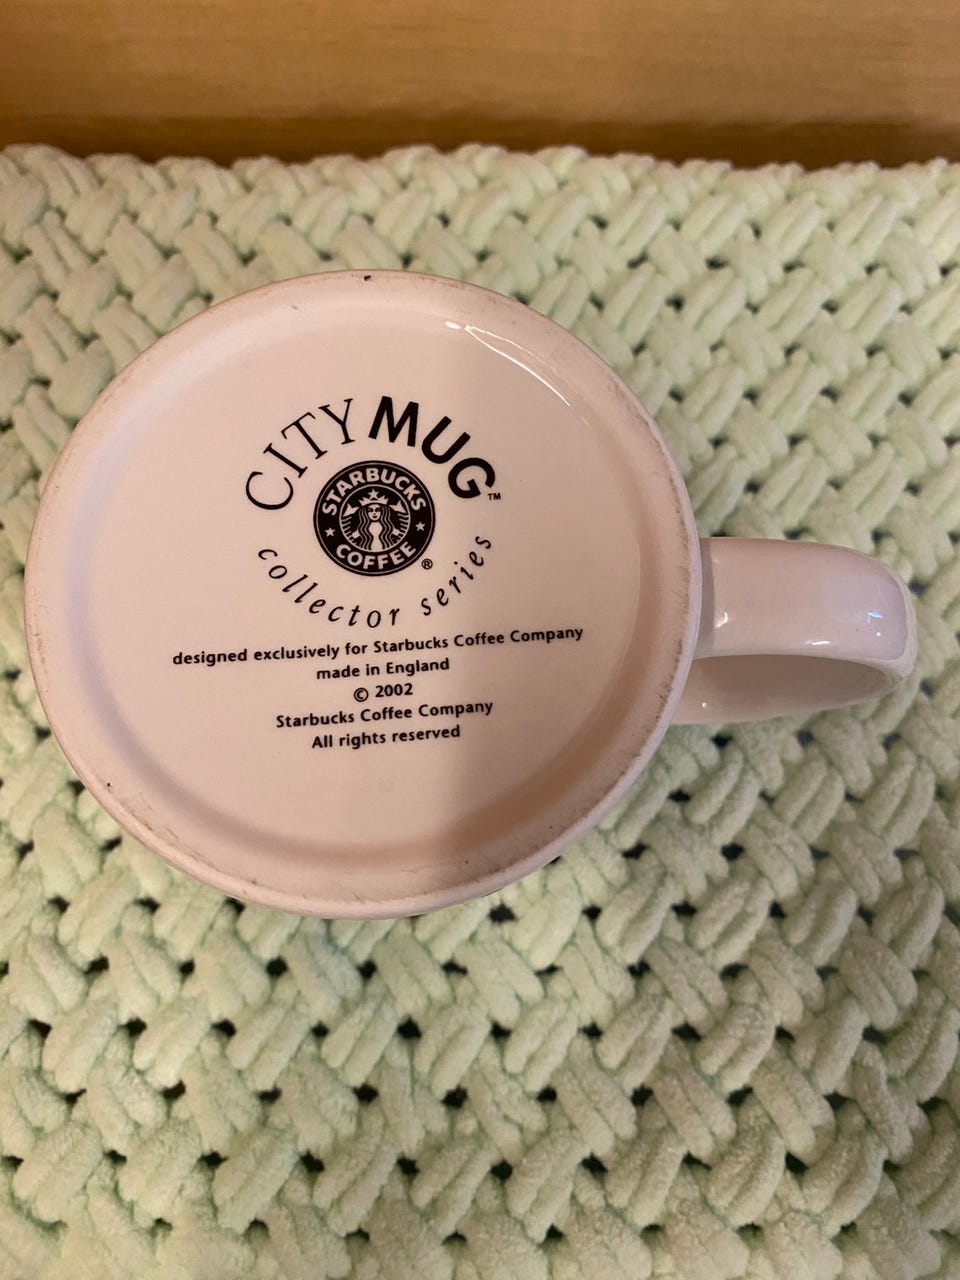 CITY MUG™
STARBUCKS
COFFEE
®
collector series
designed exclusively for Starbucks Coffee Company
made in England
© 2002
Starbucks Coffee Company
All rights reserved